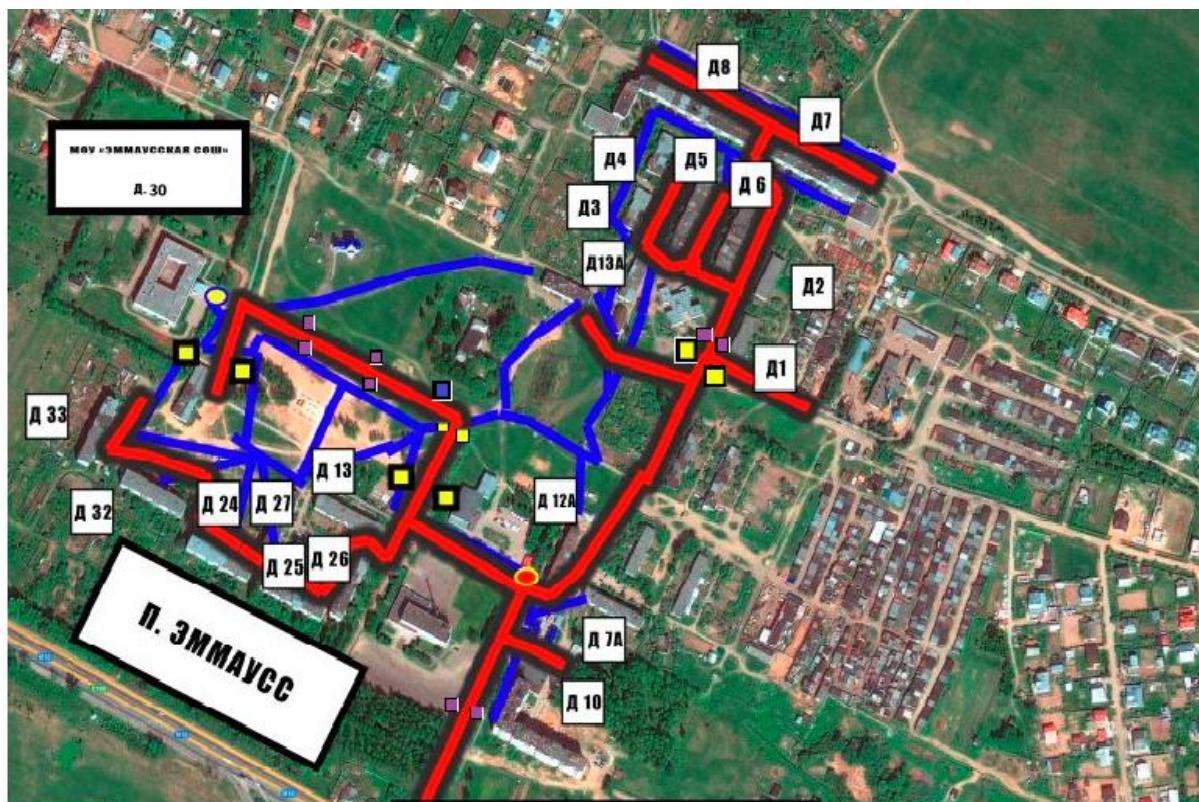 Д8
Д7
МОУ «ЭММАУССКАЯ СОШ»
Д. 30
Д4
Д5
Д 6
Д3
Д13А
Д2
Д1
Д 33
Д 13
Д 24
Д 27
Д 12А
Д 32
Д 25
Д 26
П. ЭММАУСС
Д 7А
Д 10